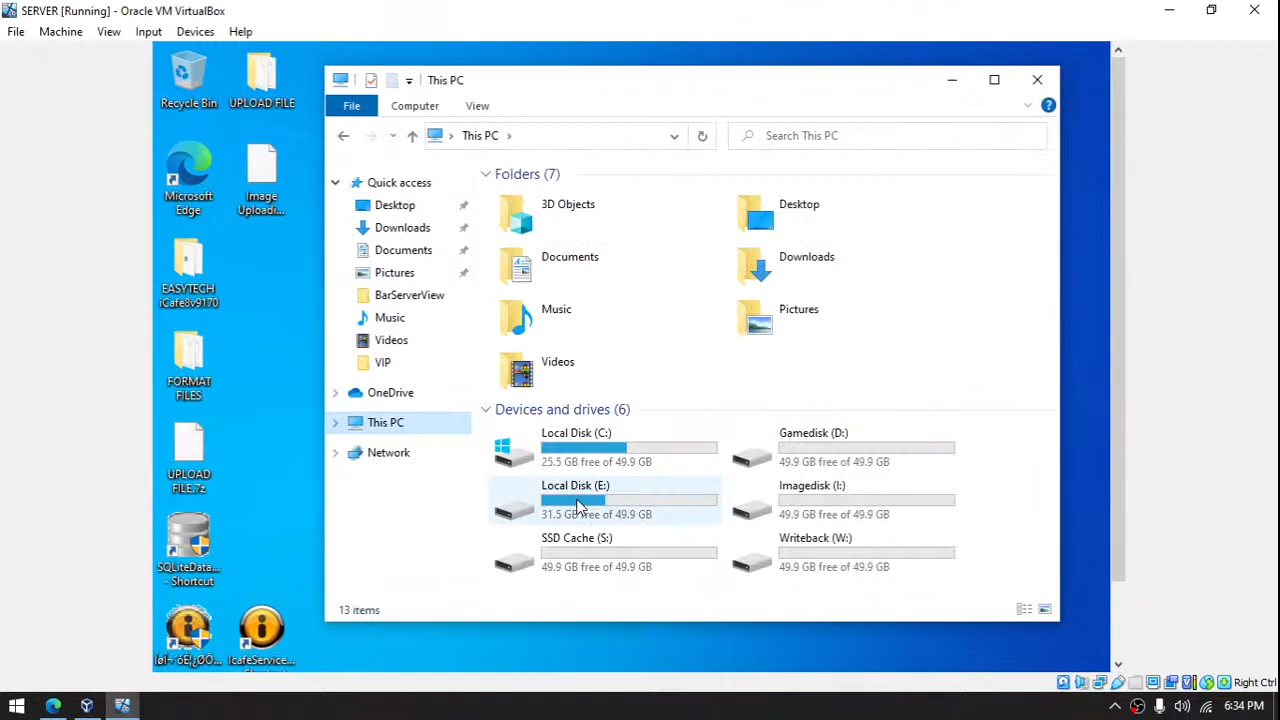 SERVER [Running] - Oracle VM VirtualBox
File Machine View Input Devices Help
Recycle Bin
UPLOAD FILE
Microsoft
Edge
Image
Uploadi...
EASYTECH
iCafe8v9170
FORMAT
FILES
UPLOAD
FILE.7z
SQLiteData...
- Shortcut
IcafeService...
This PC
File Computer View
This PC
Search This PC
Quick access
Desktop
Downloads
Documents
Pictures
BarServerView
Music
Videos
VIP
OneDrive
This PC
Network
Folders (7)
3D Objects
Desktop
Documents
Downloads
Music
Pictures
Videos
Devices and drives (6)
Local Disk (C:)
25.5 GB free of 49.9 GB
Gamedisk (D:)
49.9 GB free of 49.9 GB
Local Disk (E:)
31.5 GB free of 49.9 GB
Imagedisk (I:)
49.9 GB free of 49.9 GB
SSD Cache (S:)
49.9 GB free of 49.9 GB
Writeback (W:)
49.9 GB free of 49.9 GB
13 items
Right Ctrl
6:34 PM